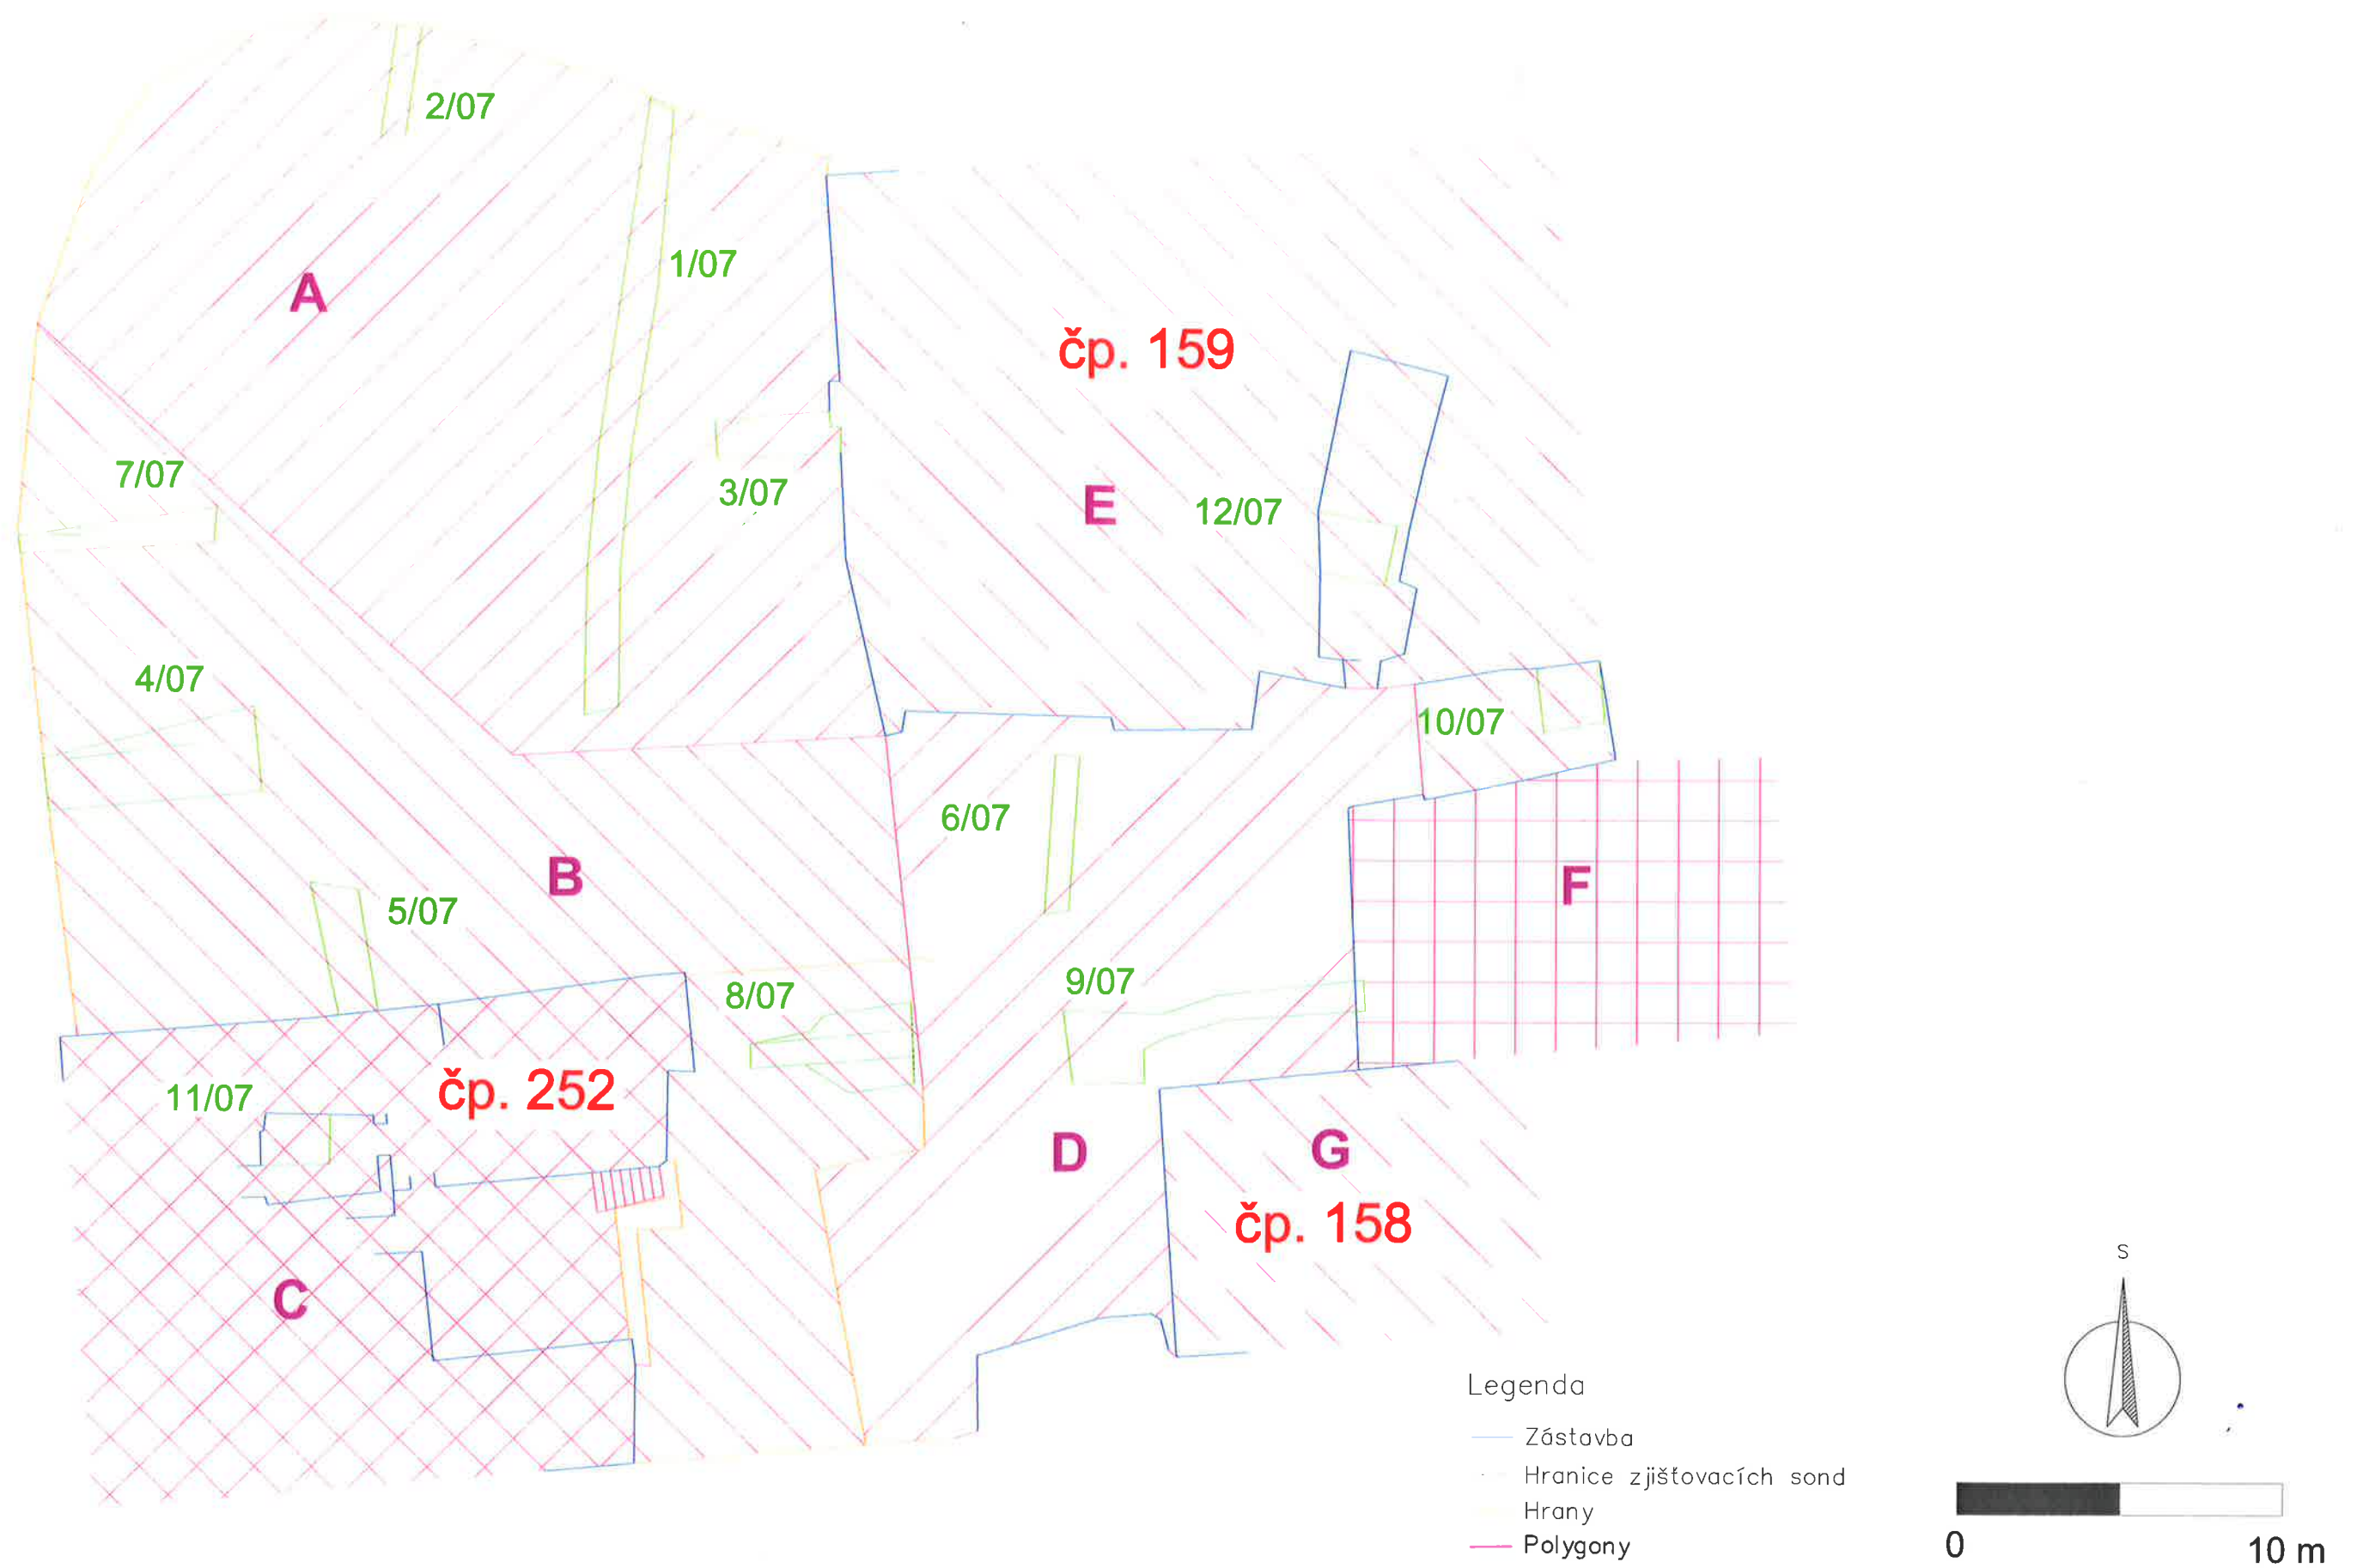 2/07
1/07
A
čp. 159
7/07
3/07
E
12/07
4/07
10/07
6/07
B
F
5/07
9/07
8/07
čp. 252
11/07
D
G
čp. 158
C
S
Legenda
Zástavba
Hranice zjišťovacích sond
Hrany
Polygony
0 10 m